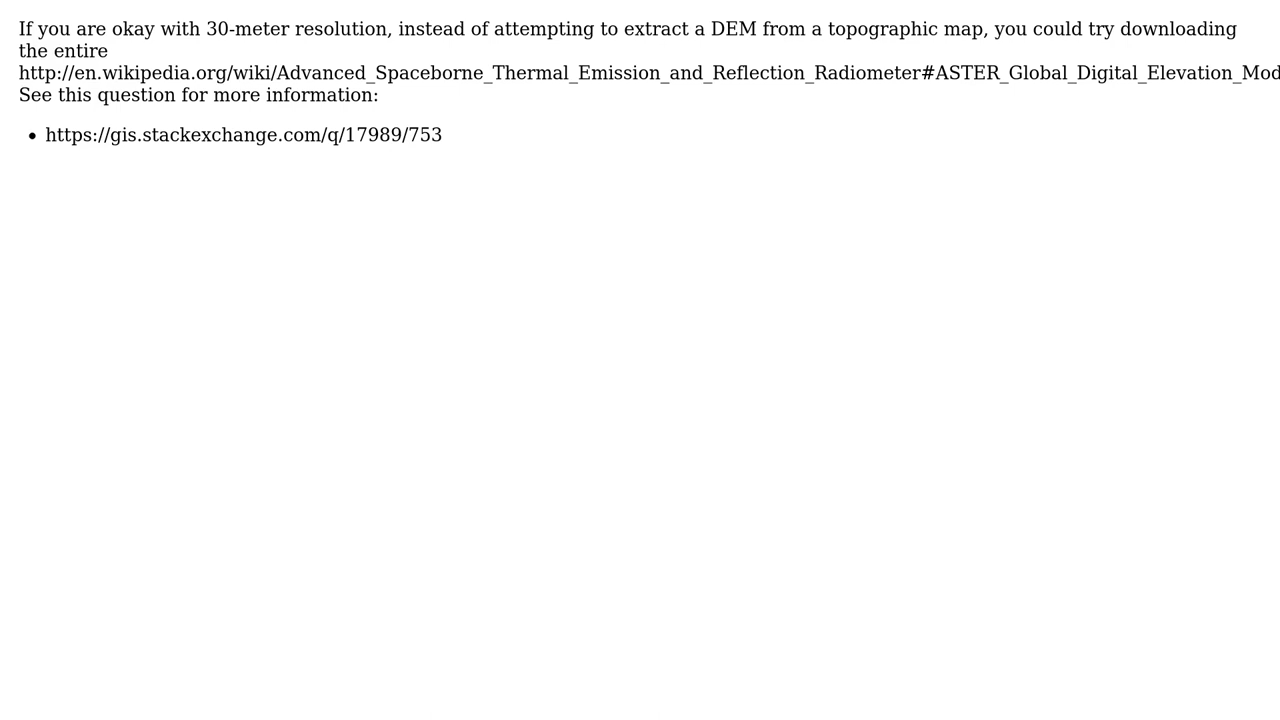 If you are okay with 30-meter resolution, instead of attempting to extract a DEM from a topographic map, you could try downloading
the entire
http://en.wikipedia.org/wiki/Advanced_Spaceborne_Thermal_Emission_and_Reflection_Radiometer#ASTER_Global_Digital_Elevation_Mod
See this question for more information:
• https://gis.stackexchange.com/q/17989/753